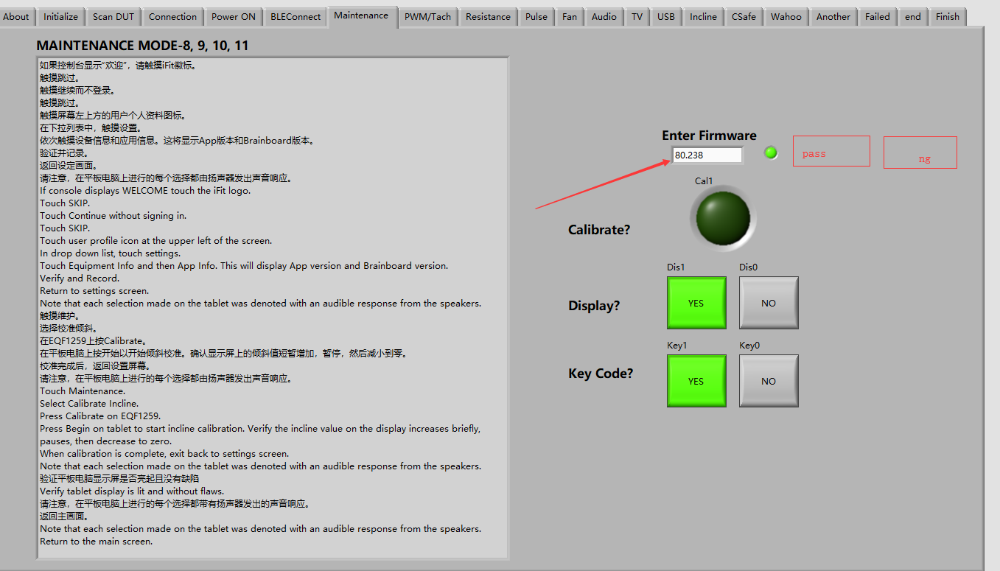 About Initialize Scan DUT Connection Power ON BLEConnect Maintenance PWM/Tach Resistance Pulse Fan Audio TV USB Incline CSafe Wahoo Another Failed end Finish
MAINTENANCE MODE-8, 9, 10, 11
如果控制台显示“欢迎”，请触摸iFit徽标。
触摸跳过。
触摸继续而不登录。
触摸跳过。
触摸屏幕左上方的用户个人资料图标。
在下拉列表中，触摸设置。
依次触摸设备信息和应用信息。这将显示App版本和Brainboard版本。
验证并记录。
返回设定画面。
请注意，在平板电脑上进行的每个选择都由扬声器发出声音响应。
If console displays WELCOME touch the iFit logo.
Touch SKIP.
Touch Continue without signing in.
Touch SKIP.
Touch user profile icon at the upper left of the screen.
In drop down list, touch settings.
Touch Equipment Info and then App Info. This will display App version and Brainboard version.
Verify and Record.
Return to settings screen.
Note that each selection made on the tablet was denoted with an audible response from the speakers.
触摸维护。
选择校准倾斜。
在EQF1259上按Calibrate。
在平板电脑上按开始以开始倾斜校准。确认显示屏上的倾斜值短暂增加，暂停，然后减小到零。
校准完成后，返回设置屏幕。
请注意，在平板电脑上进行的每个选择都由扬声器发出声音响应。
Touch Maintenance.
Select Calibrate Incline.
Press Calibrate on EQF1259.
Press Begin on tablet to start incline calibration. Verify the incline value on the display increases briefly,
pauses, then decrease to zero.
When calibration is complete, exit back to settings screen.
Note that each selection made on the tablet was denoted with an audible response from the speakers.
验证平板电脑显示屏是否亮起且没有缺陷
Verify tablet display is lit and without flaws.
请注意，在平板电脑上进行的每个选择都带有扬声器发出的声音响应。
返回主画面。
Note that each selection made on the tablet was denoted with an audible response from the speakers.
Return to the main screen.
Enter Firmware
80.238
pass
ng
Cal1
Calibrate?
Dis1 Dis0
Display? YES NO
Key1 Key0
Key Code? YES NO